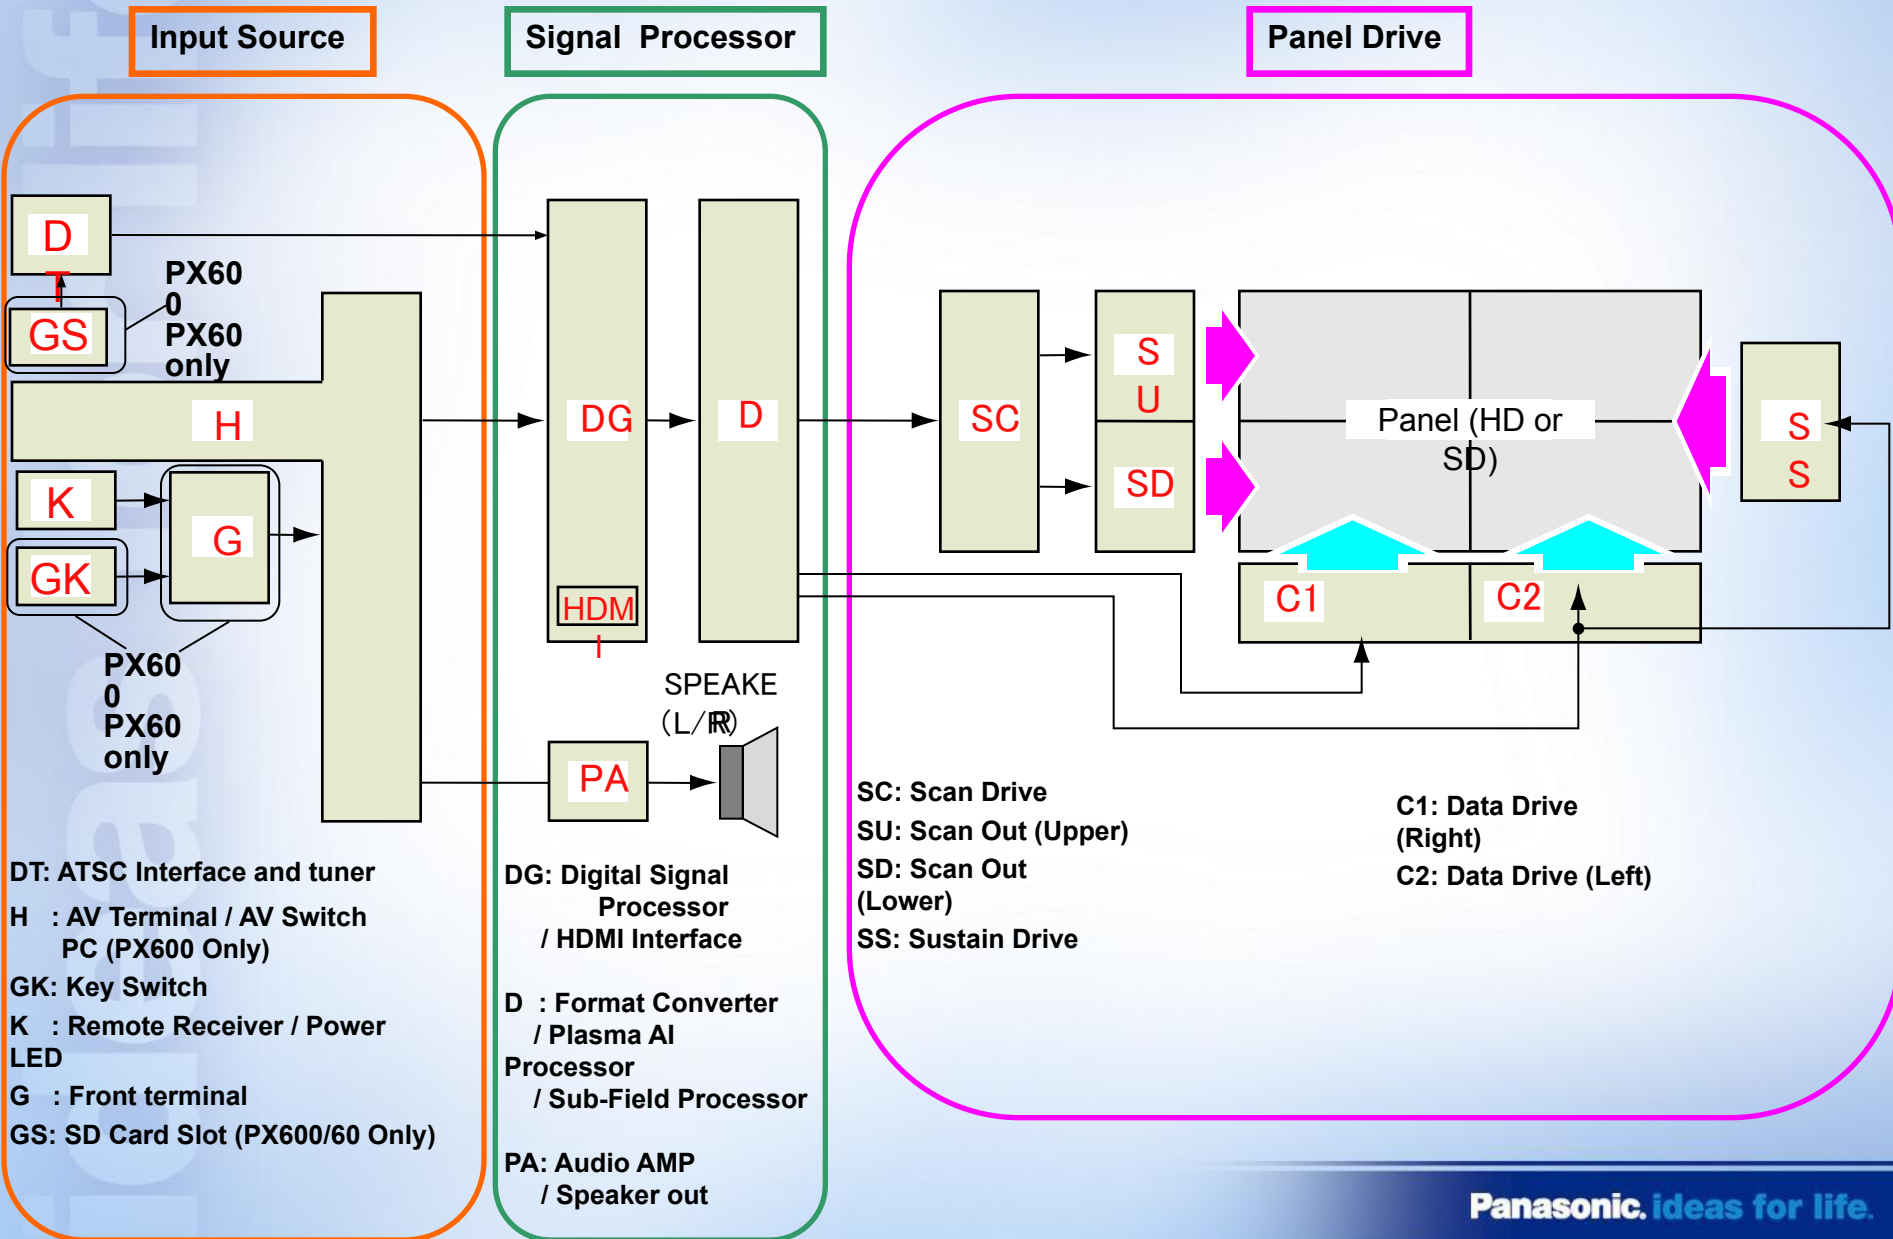 Input Source
Signal  Processor
Panel Drive
D
T
PX60
0
PX60
only
GS
H
K
G
GK
PX60
0
PX60
only
DG
HDM
I
D
SPEAKE
R
(L/R)
PA
SC
S
U
SD
Panel (HD or
SD)
S
S
C1
C2
DT: ATSC Interface and tuner
H   : AV Terminal / AV Switch
PC (PX600 Only)
GK: Key Switch
K   : Remote Receiver / Power
LED
G   : Front terminal
GS: SD Card Slot (PX600/60 Only)
DG: Digital Signal
Processor
/ HDMI Interface
D  : Format Converter
/ Plasma AI
Processor
/ Sub-Field Processor
PA: Audio AMP
/ Speaker out
SC: Scan Drive
SU: Scan Out (Upper)
SD: Scan Out
(Lower)
SS: Sustain Drive
C1: Data Drive
(Right)
C2: Data Drive (Left)
Panasonic. ideas for life.